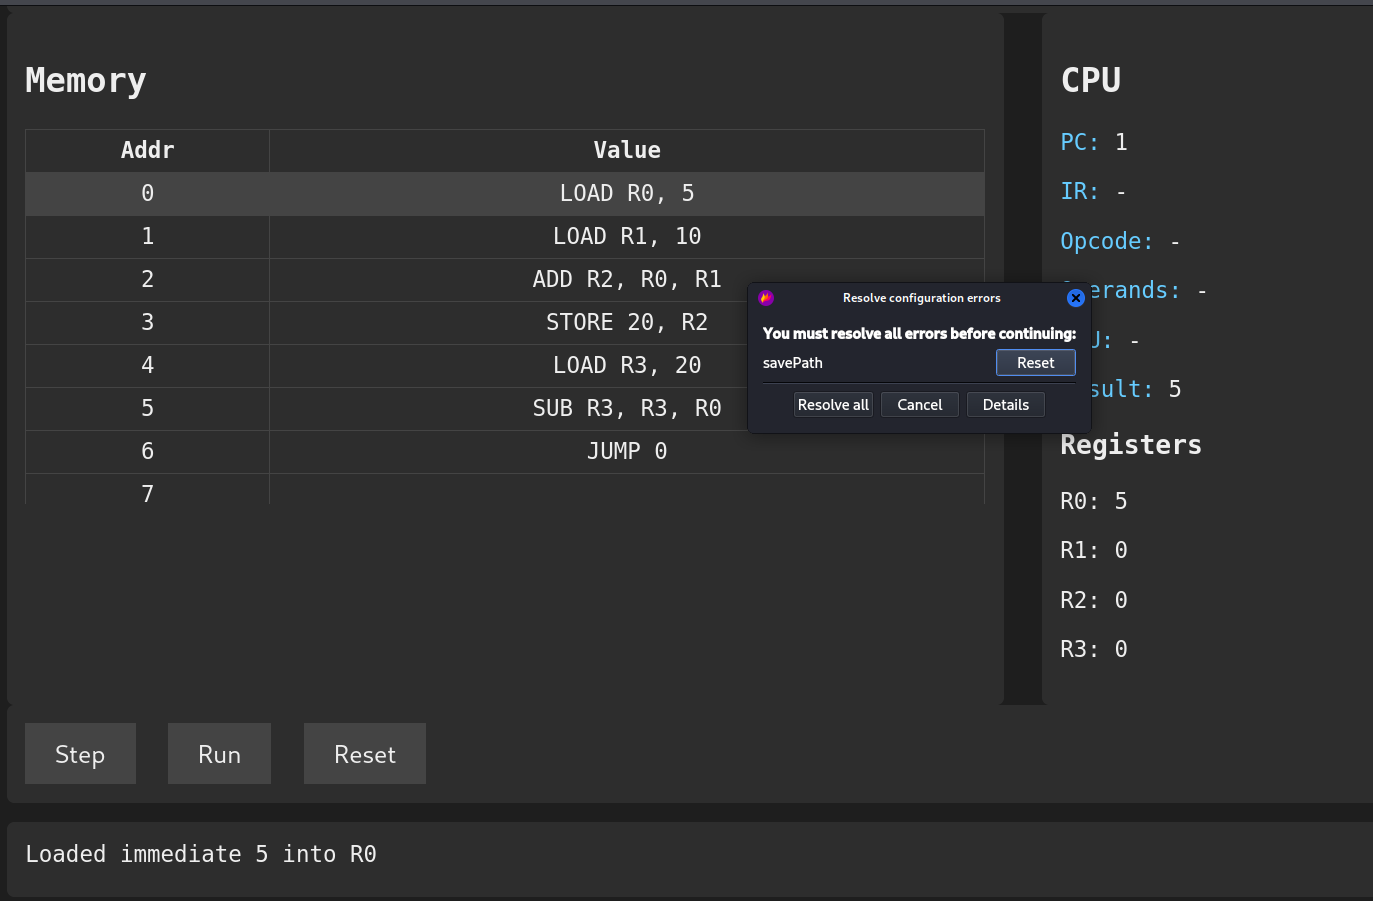 Memory
Addr Value
0 LOAD R0, 5
1 LOAD R1, 10
2 ADD R2, R0, R1
3 STORE 20, R2
4 LOAD R3, 20
5 SUB R3, R3, R0
6 JUMP 0
7
CPU
PC: 1
IR: -
Opcode: -
erands: -
U: -
sult: 5
Registers
R0: 5
R1: 0
R2: 0
R3: 0
Resolve configuration errors
You must resolve all errors before continuing:
savePath Reset
Resolve all Cancel Details
Step Run Reset
Loaded immediate 5 into R0